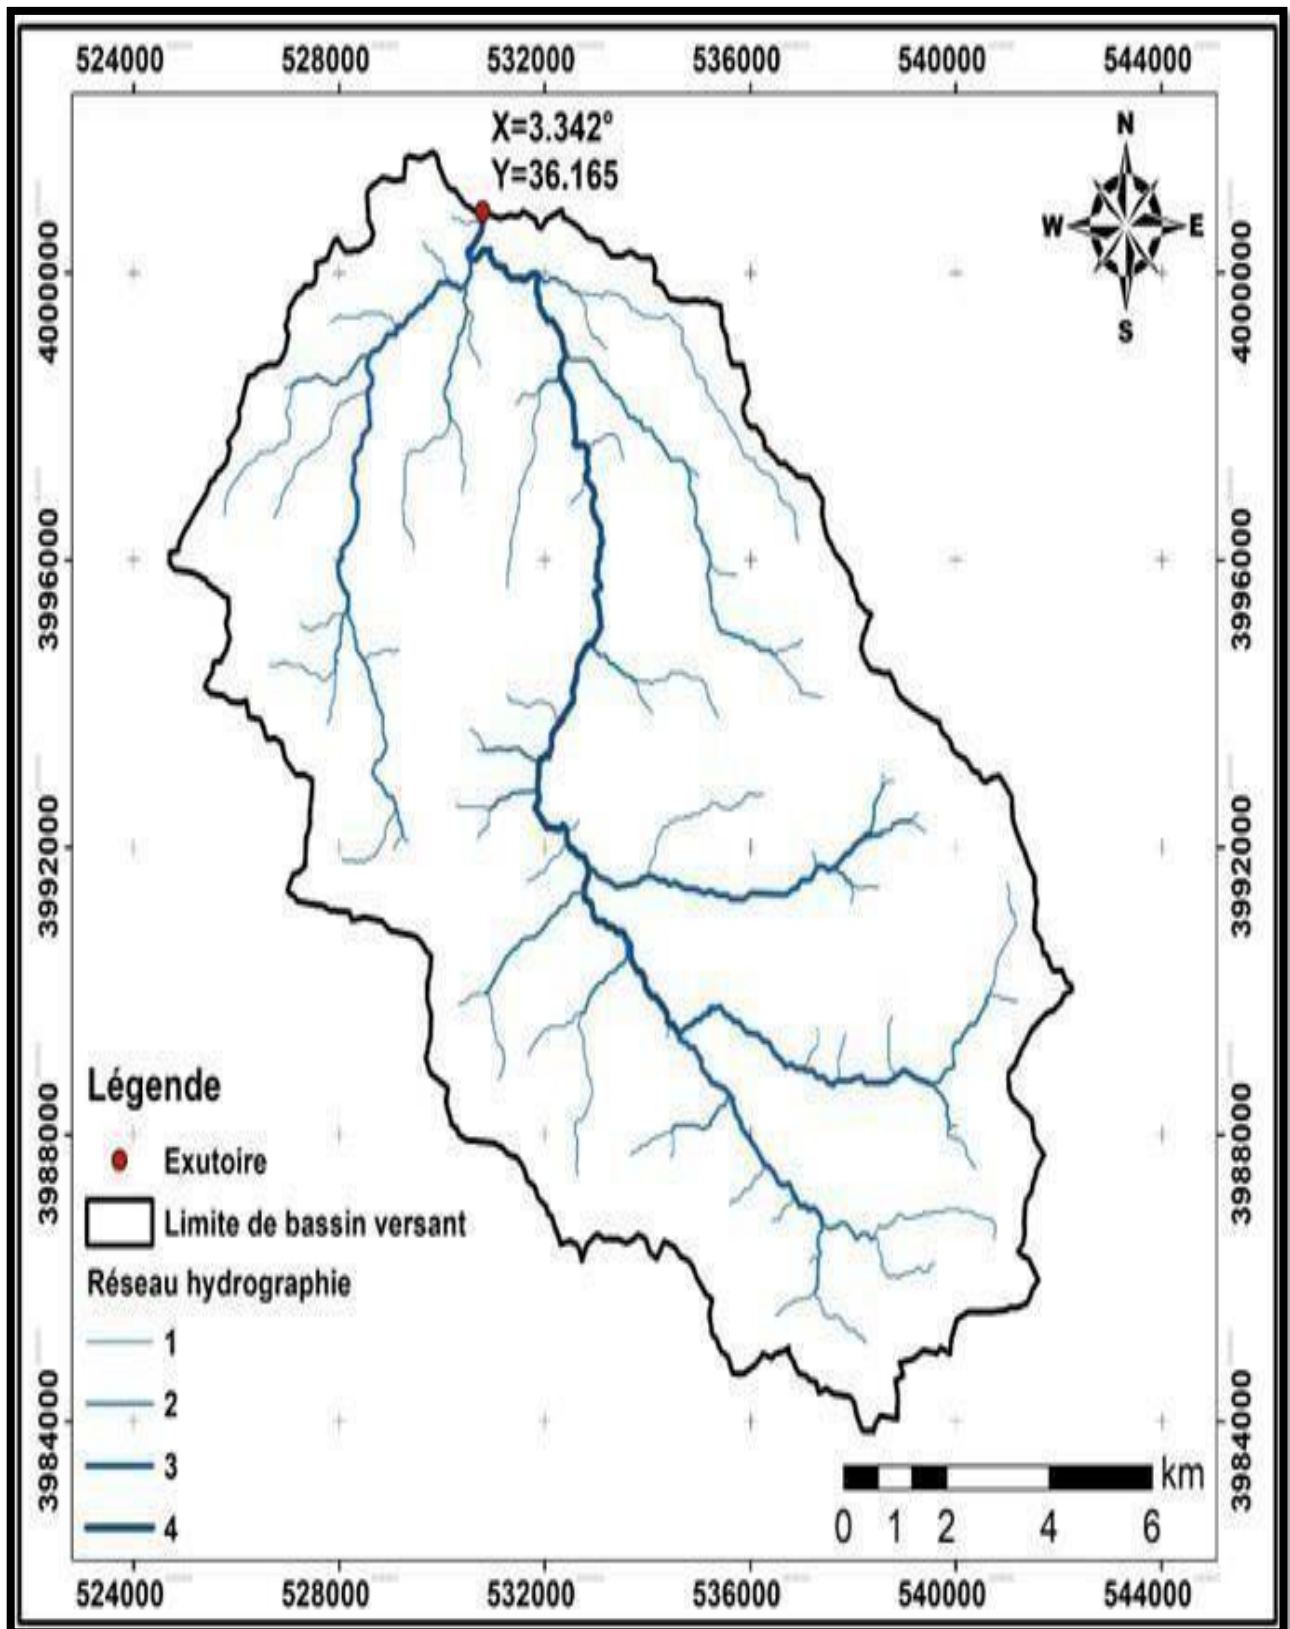 524000 528000 532000 536000 540000 544000
X=3.342°
Y=36.165
N
W E
S
4000000 4000000
3996000 3996000
3992000 3992000
3988000 3988000
3984000 3984000
Légende
Exutoire
Limite de bassin versant
Réseau hydrographie
1
2
3
4
km
0 1 2 4 6
524000 528000 532000 536000 540000 544000